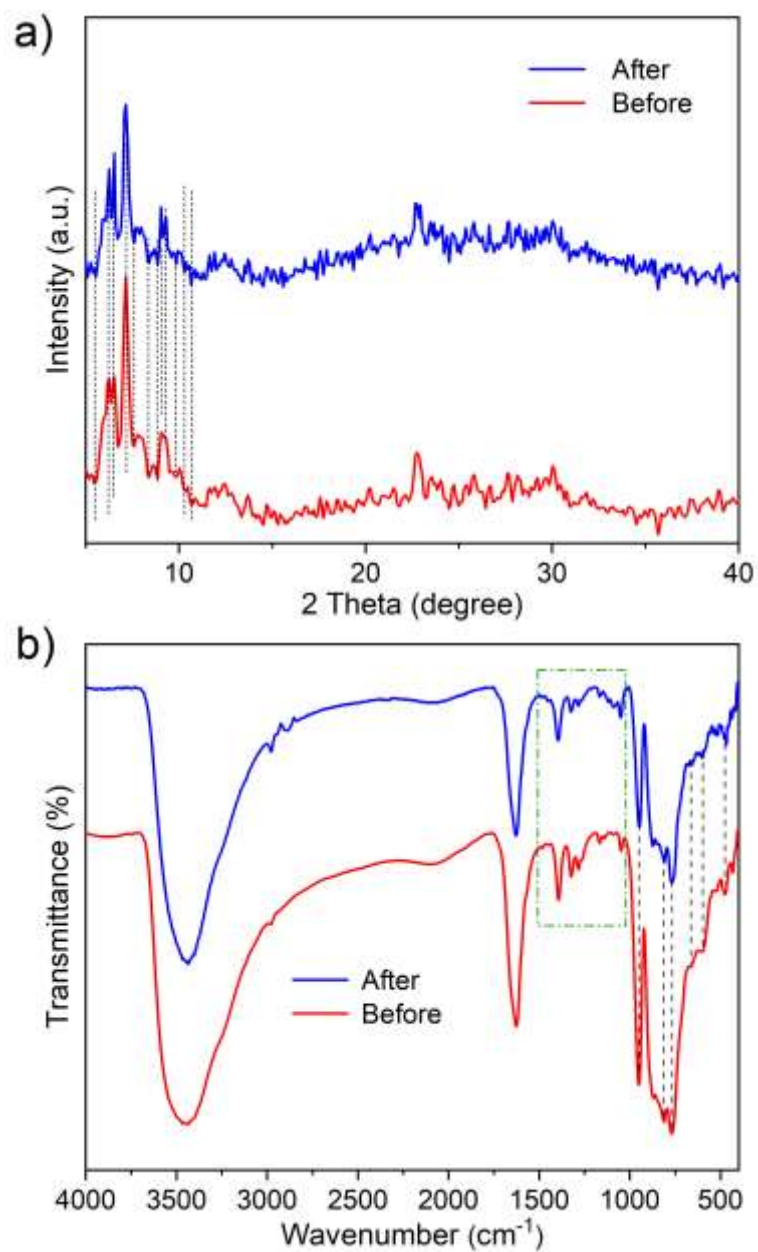 a)
After
Before
Intensity (a.u.)
10 20 30 40
2 Theta (degree)
b)
Transmittance (%)
After
Before
4000 3500 3000 2500 2000 1500 1000 500
Wavenumber (cm⁻¹)